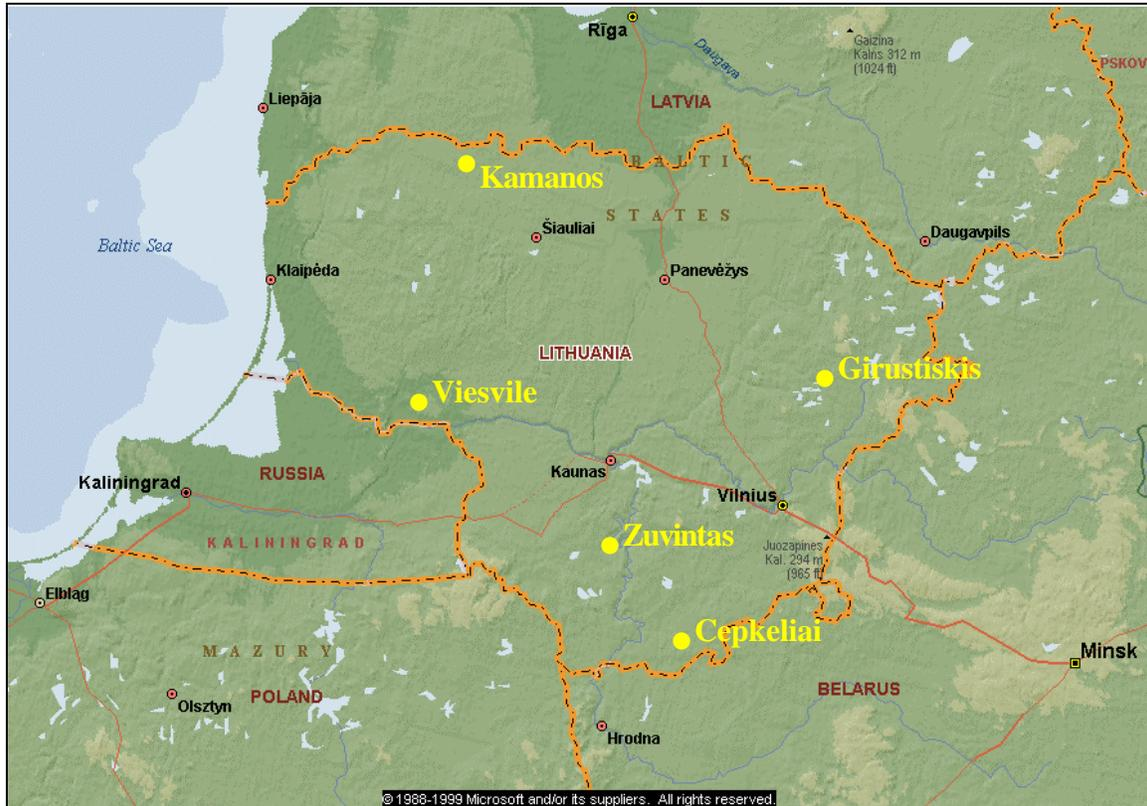 Rīga
Daugava
Gaizina
Kalns 312 m
(1024 ft)
PSKOV
LATVIA
Liepāja
BALTIC
Kamanos
STATES
Šiauliai
Daugavpils
Baltic Sea
Klaipėda
Panevėžys
LITHUANIA
Girustiskis
Viesvile
Kaunas
RUSSIA
Kaliningrad
Vilnius
Zuvintas
KALININGRAD
Juozapines
Kal. 294 m
(965 ft)
Elbląg
Cepkeliai
MAZURY
Minsk
POLAND
BELARUS
Olsztyn
Hrodna
© 1988-1999 Microsoft and/or its suppliers. All rights reserved.